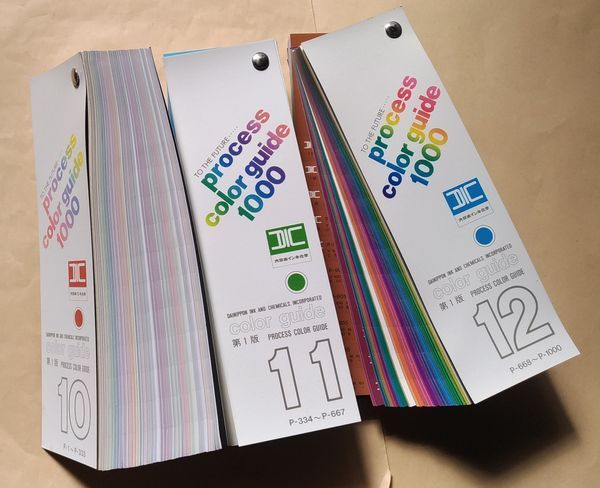 TO THE FUTURE.....
process
color guide
1000
DIC
大日本インキ化学
DAINIPPON INK AND CHEMICALS, INCORPORATED
color guide
第1版 PROCESS COLOR GUIDE
10
P-1~P-333
TO THE FUTURE.....
process
color guide
1000
DIC
大日本インキ化学
DAINIPPON INK AND CHEMICALS, INCORPORATED
color guide
第1版 PROCESS COLOR GUIDE
11
P-334~P-667
TO THE FUTURE.....
process
color guide
1000
DIC
大日本インキ化学
DAINIPPON INK AND CHEMICALS, INCORPORATED
color guide
第1版 PROCESS COLOR GUIDE
12
P-668~P-1000